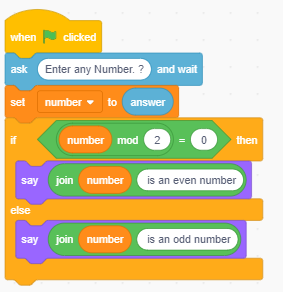 when clicked
ask Enter any Number. ? and wait
set number to answer
if number mod 2 = 0 then
say join number is an even number
else
say join number is an odd number